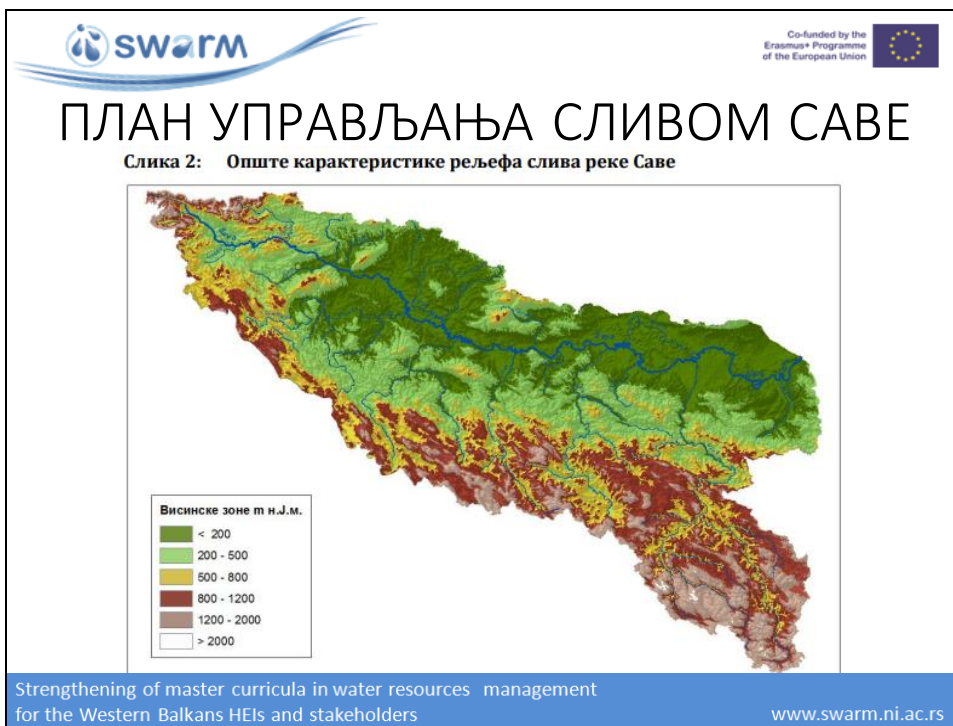 swarm
Co-funded by the
Erasmus+ Programme
of the European Union
ПЛАН УПРАВЉАЊА СЛИВОМ САВЕ
Слика 2: Опште карактеристике рељефа слива реке Саве
Висинске зоне m н.Ј.м.
< 200
200 - 500
500 - 800
800 - 1200
1200 - 2000
> 2000
Strengthening of master curricula in water resources management
for the Western Balkans HEIs and stakeholders
www.swarm.ni.ac.rs